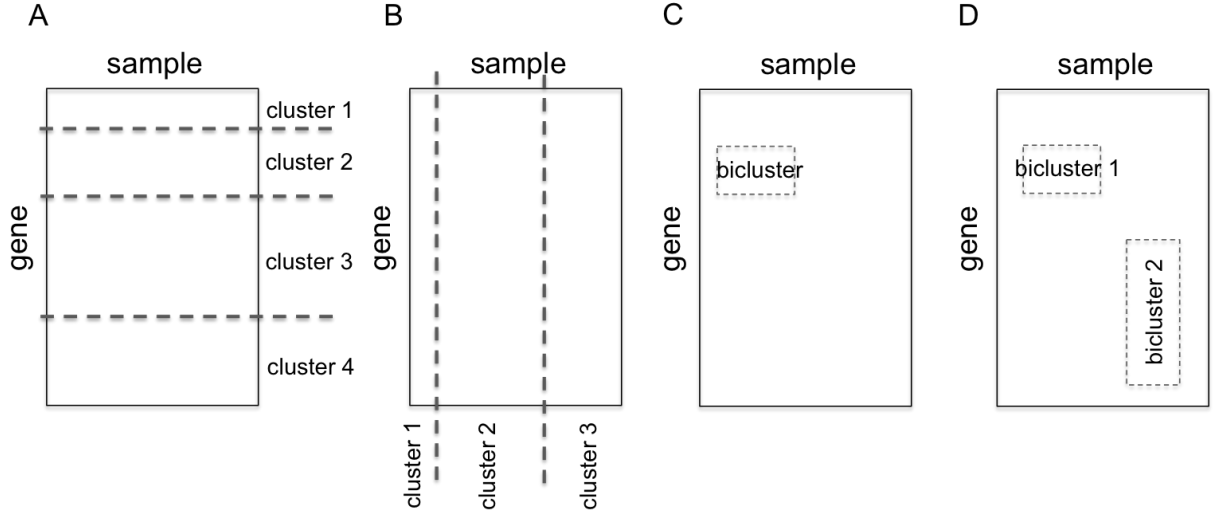 A
sample
gene
cluster 1
cluster 2
cluster 3
cluster 4
B
sample
gene
cluster 1
cluster 2
cluster 3
C
sample
gene
bicluster
D
sample
gene
bicluster 1
bicluster 2